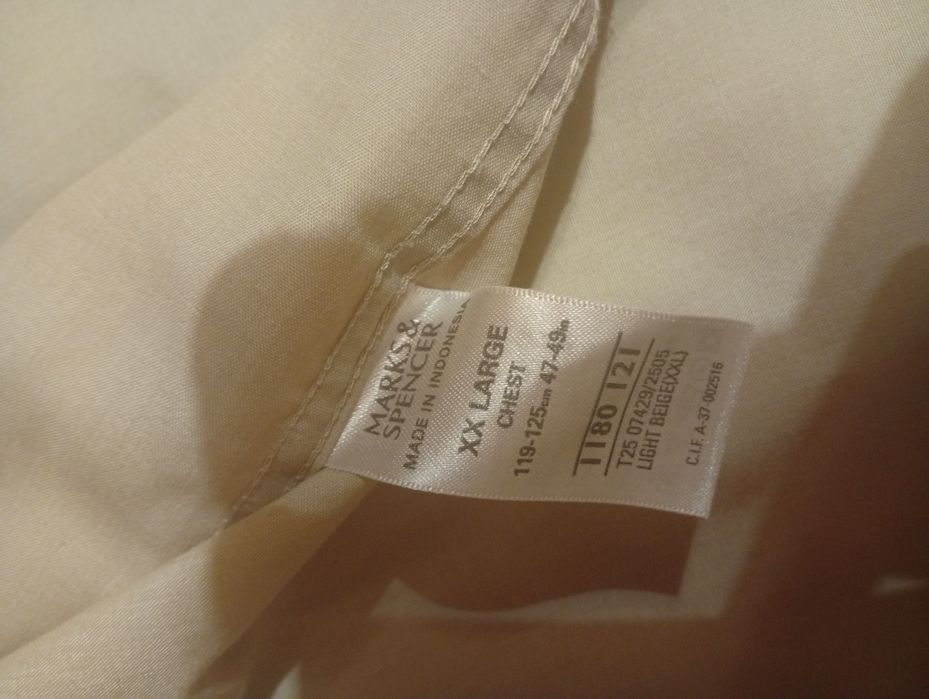 MARKS &
SPENCER
MADE IN INDONESIA
XX LARGE
CHEST
119-125cm 47-49in
1180 121
T25 07429/2505
LIGHT BEIGE(XXL)
C.I.F. A-37-002516